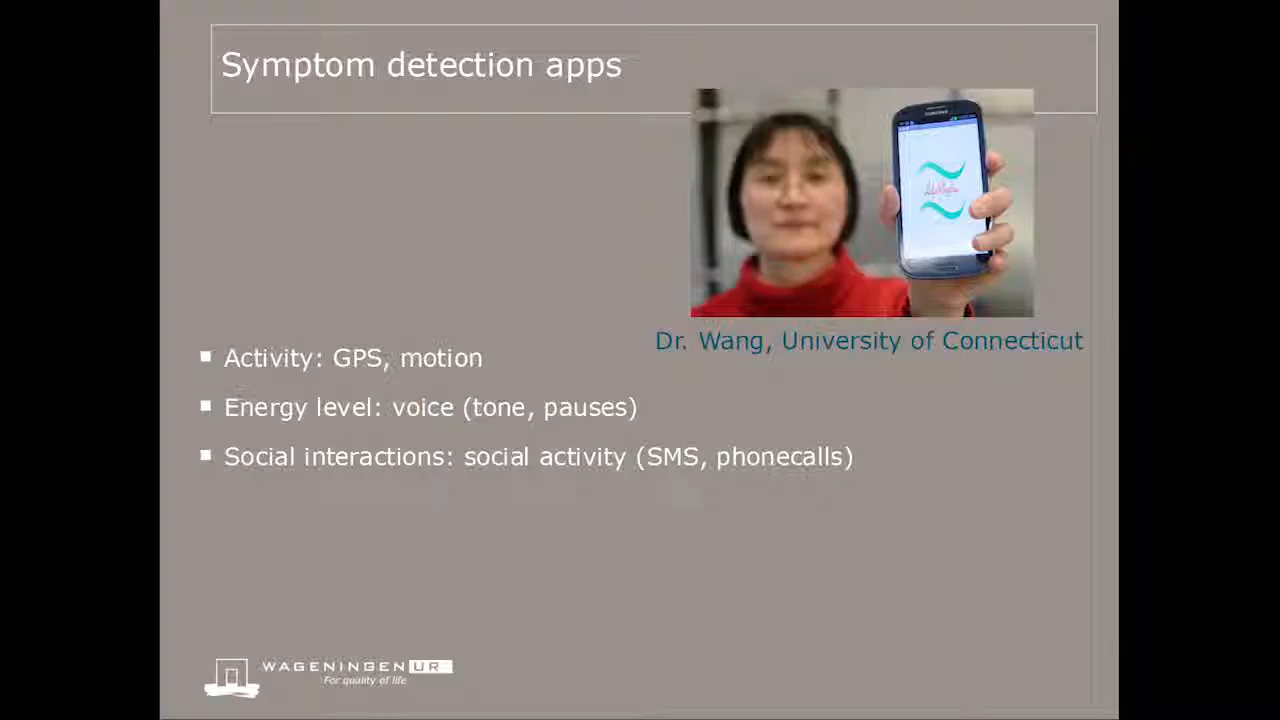 Symptom detection apps
SAMSUNG
Dr. Wang, University of Connecticut
Activity: GPS, motion
Energy level: voice (tone, pauses)
Social interactions: social activity (SMS, phonecalls)
WAGENINGEN UR
For quality of life